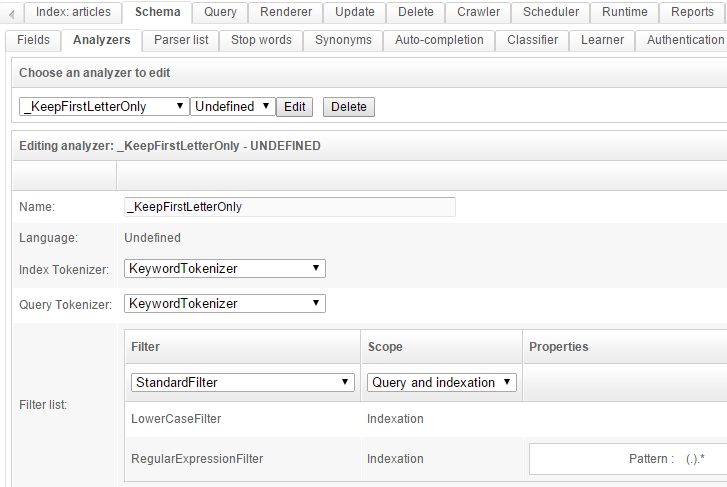 Index: articles Schema Query Renderer Update Delete Crawler Scheduler Runtime Reports
Fields Analyzers Parser list Stop words Synonyms Auto-completion Classifier Learner Authentication
Choose an analyzer to edit
_KeepFirstLetterOnly Undefined Edit Delete
Editing analyzer: _KeepFirstLetterOnly - UNDEFINED
Name: _KeepFirstLetterOnly
Language: Undefined
Index Tokenizer: KeywordTokenizer
Query Tokenizer: KeywordTokenizer
Filter Scope Properties
StandardFilter Query and indexation
Filter list:
LowerCaseFilter Indexation
RegularExpressionFilter Indexation Pattern : (.).*